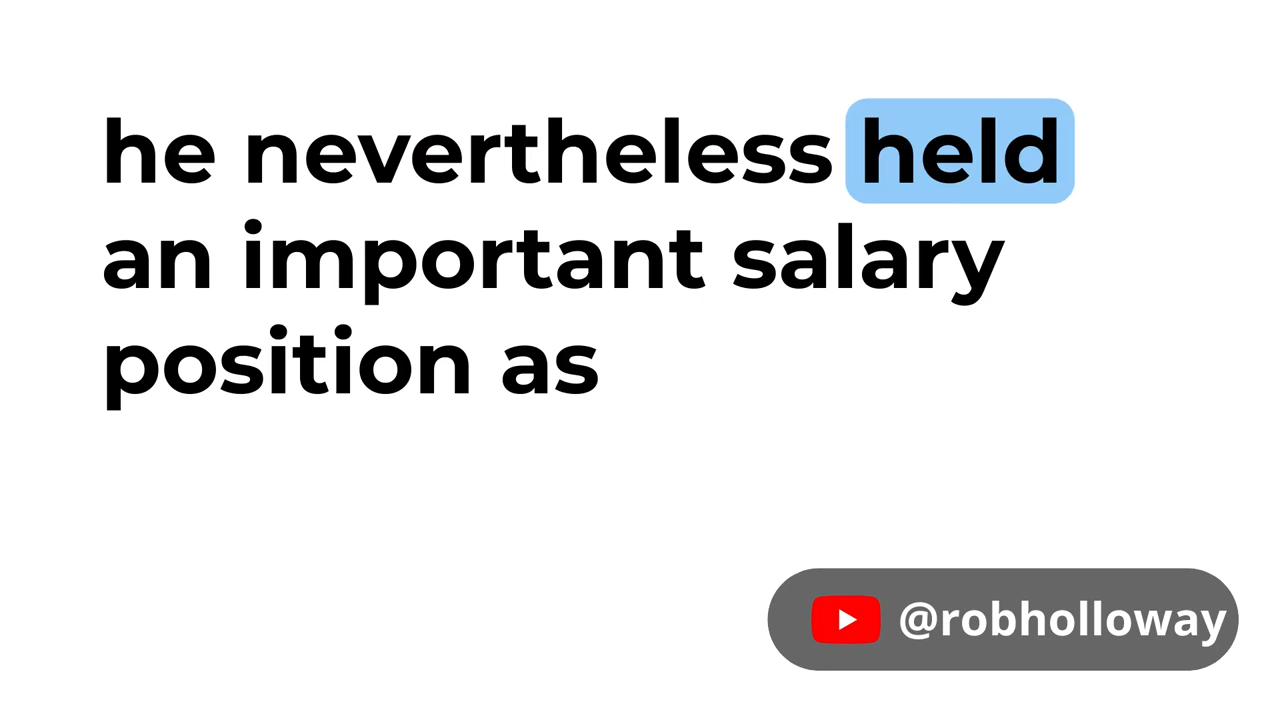 he nevertheless held
an important salary
position as
@robholloway